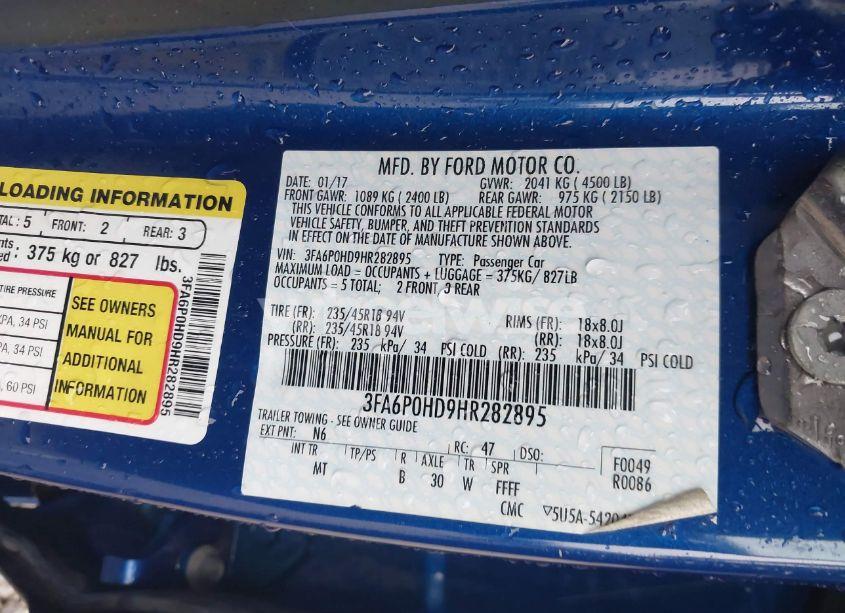 LOADING INFORMATION
TAL: 5 FRONT: 2 REAR: 3
375 kg or 827 lbs.
TIRE PRESSURE
KPA, 34 PSI
KPA, 34 PSI
60 PSI
SEE OWNERS
MANUAL FOR
ADDITIONAL
INFORMATION
3FA6P0HD9HR282895
MFD. BY FORD MOTOR CO.
DATE: 01/17 GVWR: 2041 KG ( 4500 LB)
FRONT GAWR: 1089 KG ( 2400 LB) REAR GAWR: 975 KG ( 2150 LB)
THIS VEHICLE CONFORMS TO ALL APPLICABLE FEDERAL MOTOR
VEHICLE SAFETY, BUMPER, AND THEFT PREVENTION STANDARDS
IN EFFECT ON THE DATE OF MANUFACTURE SHOWN ABOVE.
VIN: 3FA6P0HD9HR282895 TYPE: Passenger Car
MAXIMUM LOAD = OCCUPANTS + LUGGAGE = 375KG/ 827LB
OCCUPANTS = 5 TOTAL; 2 FRONT, 3 REAR
TIRE (FR): 235/45R18 94V RIMS (FR): 18x8.0J
(RR): 235/45R18 94V (RR): 18x8.0J
PRESSURE (FR): 235 kPa/ 34 PSI COLD (RR): 235 kPa/ 34 PSI COLD
3FA6P0HD9HR282895
TRAILER TOWING - SEE OWNER GUIDE
EXT PNT: N6 RC: 47 DSO:
INT TR TP/PS R AXLE TR SPR F0049
MT B 30 W FFFF R0086
CMC ▽5U5A-5420